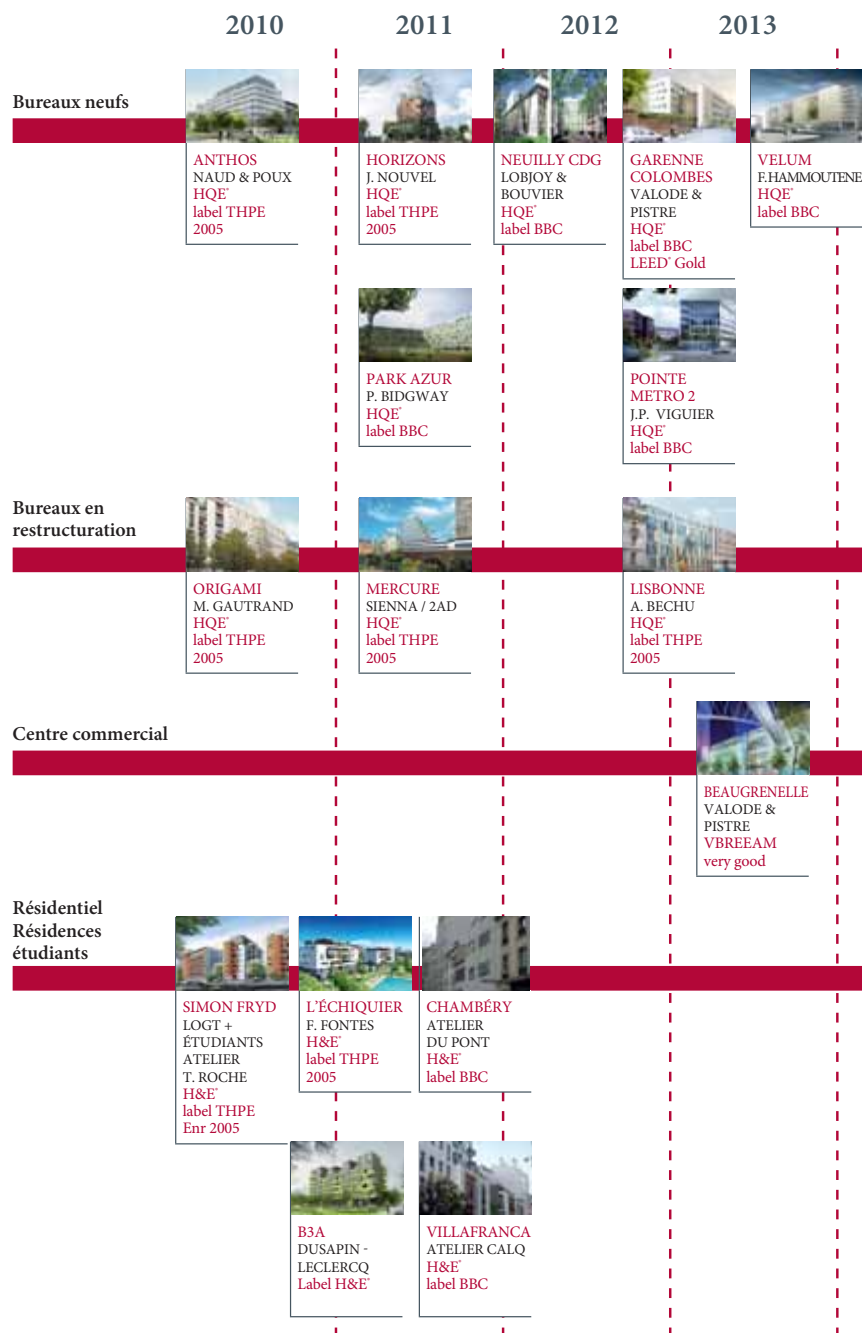 2010 2011 2012 2013
Bureaux neufs
ANTHOS
NAUD & POUX
HQE*
label THPE
2005
HORIZONS
J. NOUVEL
HQE*
label THPE
2005
NEUILLY CDG
LOBJOY &
BOUVIER
HQE*
label BBC
GARENNE
COLOMBES
VALODE &
PISTRE
HQE*
label BBC
LEED* Gold
VELUM
F.HAMMOUTENE
HQE*
label BBC
PARK AZUR
P. BIDGWAY
HQE*
label BBC
POINTE
METRO 2
J.P. VIGUIER
HQE*
label BBC
Bureaux en
restructuration
ORIGAMI
M. GAUTRAND
HQE*
label THPE
2005
MERCURE
SIENNA / 2AD
HQE*
label THPE
2005
LISBONNE
A. BECHU
HQE*
label THPE
2005
Centre commercial
BEAUGRENELLE
VALODE &
PISTRE
VBREEAM
very good
Résidentiel
Résidences
étudiants
SIMON FRYD
LOGT +
ÉTUDIANTS
ATELIER
T. ROCHE
H&E*
label THPE
Enr 2005
L'ÉCHIQUIER
F. FONTES
H&E*
label THPE
2005
CHAMBÉRY
ATELIER
DU PONT
H&E*
label BBC
B3A
DUSAPIN -
LECLERCQ
Label H&E*
VILLAFRANCA
ATELIER CALQ
H&E*
label BBC